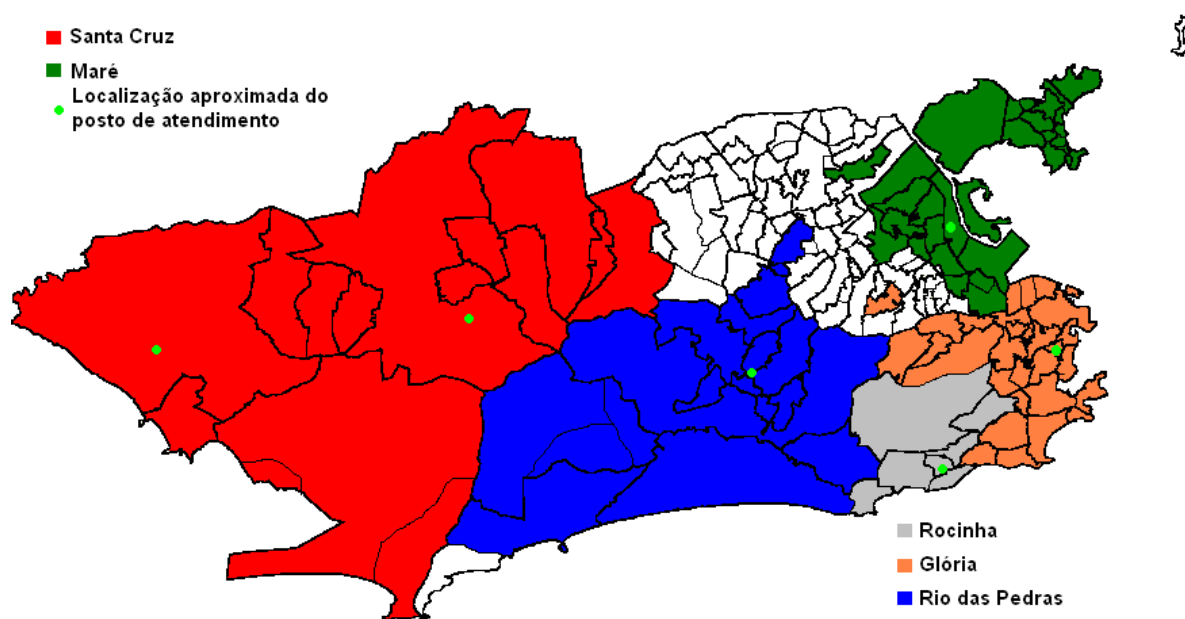 Santa Cruz
Maré
Localização aproximada do
posto de atendimento
Rocinha
Glória
Rio das Pedras